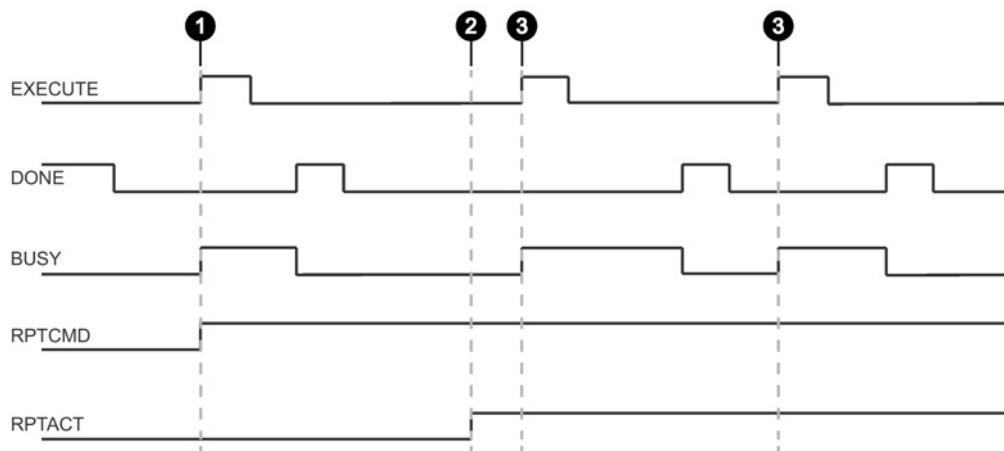 1 2 3 3
EXECUTE
DONE
BUSY
RPTCMD
RPTACT